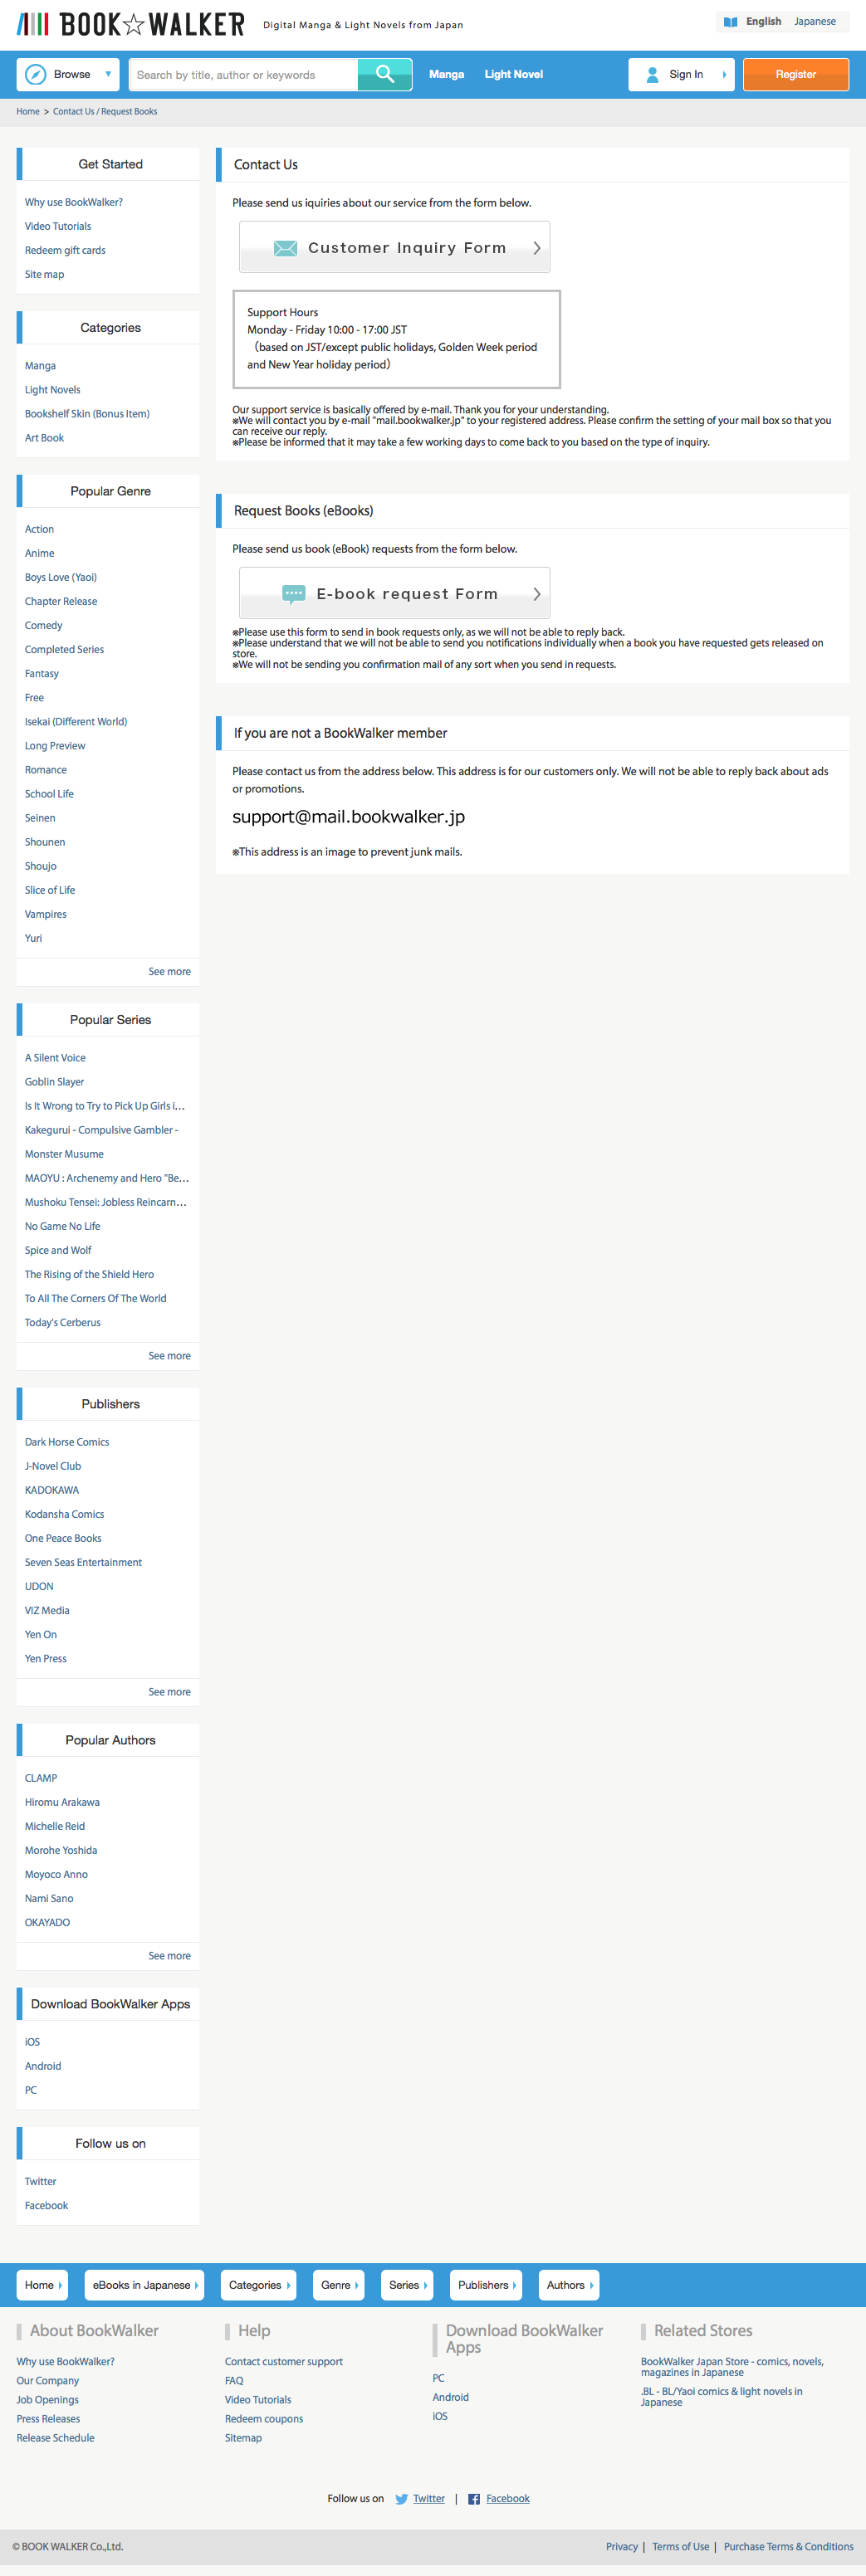 BOOK☆WALKER
Digital Manga & Light Novels from Japan
English
Japanese
Browse
Search by title, author or keywords
Manga
Light Novel
Sign In
Register
Home > Contact Us / Request Books
Get Started
Why use BookWalker?
Video Tutorials
Redeem gift cards
Site map
Categories
Manga
Light Novels
Bookshelf Skin (Bonus Item)
Art Book
Popular Genre
Action
Anime
Boys Love (Yaoi)
Chapter Release
Comedy
Completed Series
Fantasy
Free
Isekai (Different World)
Long Preview
Romance
School Life
Seinen
Shounen
Shoujo
Slice of Life
Vampires
Yuri
See more
Popular Series
A Silent Voice
Goblin Slayer
Is It Wrong to Try to Pick Up Girls i...
Kakegurui - Compulsive Gambler -
Monster Musume
MAOYU : Archenemy and Hero "Be...
Mushoku Tensei: Jobless Reincarn...
No Game No Life
Spice and Wolf
The Rising of the Shield Hero
To All The Corners Of The World
Today's Cerberus
See more
Publishers
Dark Horse Comics
J-Novel Club
KADOKAWA
Kodansha Comics
One Peace Books
Seven Seas Entertainment
UDON
VIZ Media
Yen On
Yen Press
See more
Popular Authors
CLAMP
Hiromu Arakawa
Michelle Reid
Morohe Yoshida
Moyoco Anno
Nami Sano
OKAYADO
See more
Download BookWalker Apps
iOS
Android
PC
Follow us on
Twitter
Facebook
Contact Us
Please send us iquiries about our service from the form below.
Customer Inquiry Form
Support Hours
Monday - Friday 10:00 - 17:00 JST
（based on JST/except public holidays, Golden Week period
and New Year holiday period）
Our support service is basically offered by e-mail. Thank you for your understanding.
※We will contact you by e-mail "mail.bookwalker.jp" to your registered address. Please confirm the setting of your mail box so that you
can receive our reply.
※Please be informed that it may take a few working days to come back to you based on the type of inquiry.
Request Books (eBooks)
Please send us book (eBook) requests from the form below.
E-book request Form
※Please use this form to send in book requests only, as we will not be able to reply back.
※Please understand that we will not be able to send you notifications individually when a book you have requested gets released on
store.
※We will not be sending you confirmation mail of any sort when you send in requests.
If you are not a BookWalker member
Please contact us from the address below. This address is for our customers only. We will not be able to reply back about ads
or promotions.
support@mail.bookwalker.jp
※This address is an image to prevent junk mails.
Home
eBooks in Japanese
Categories
Genre
Series
Publishers
Authors
About BookWalker
Why use BookWalker?
Our Company
Job Openings
Press Releases
Release Schedule
Help
Contact customer support
FAQ
Video Tutorials
Redeem coupons
Sitemap
Download BookWalker
Apps
PC
Android
iOS
Related Stores
BookWalker Japan Store - comics, novels,
magazines in Japanese
.BL - BL/Yaoi comics & light novels in
Japanese
Follow us on Twitter | Facebook
© BOOK WALKER Co.,Ltd.
Privacy | Terms of Use | Purchase Terms & Conditions